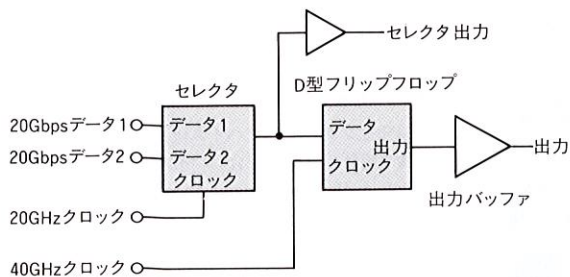 セレクタ出力
セレクタ
D型フリップフロップ
20Gbpsデータ1
データ1
データ
20Gbpsデータ2
データ2
出力
出力
クロック
クロック
出力バッファ
20GHzクロック
40GHzクロック